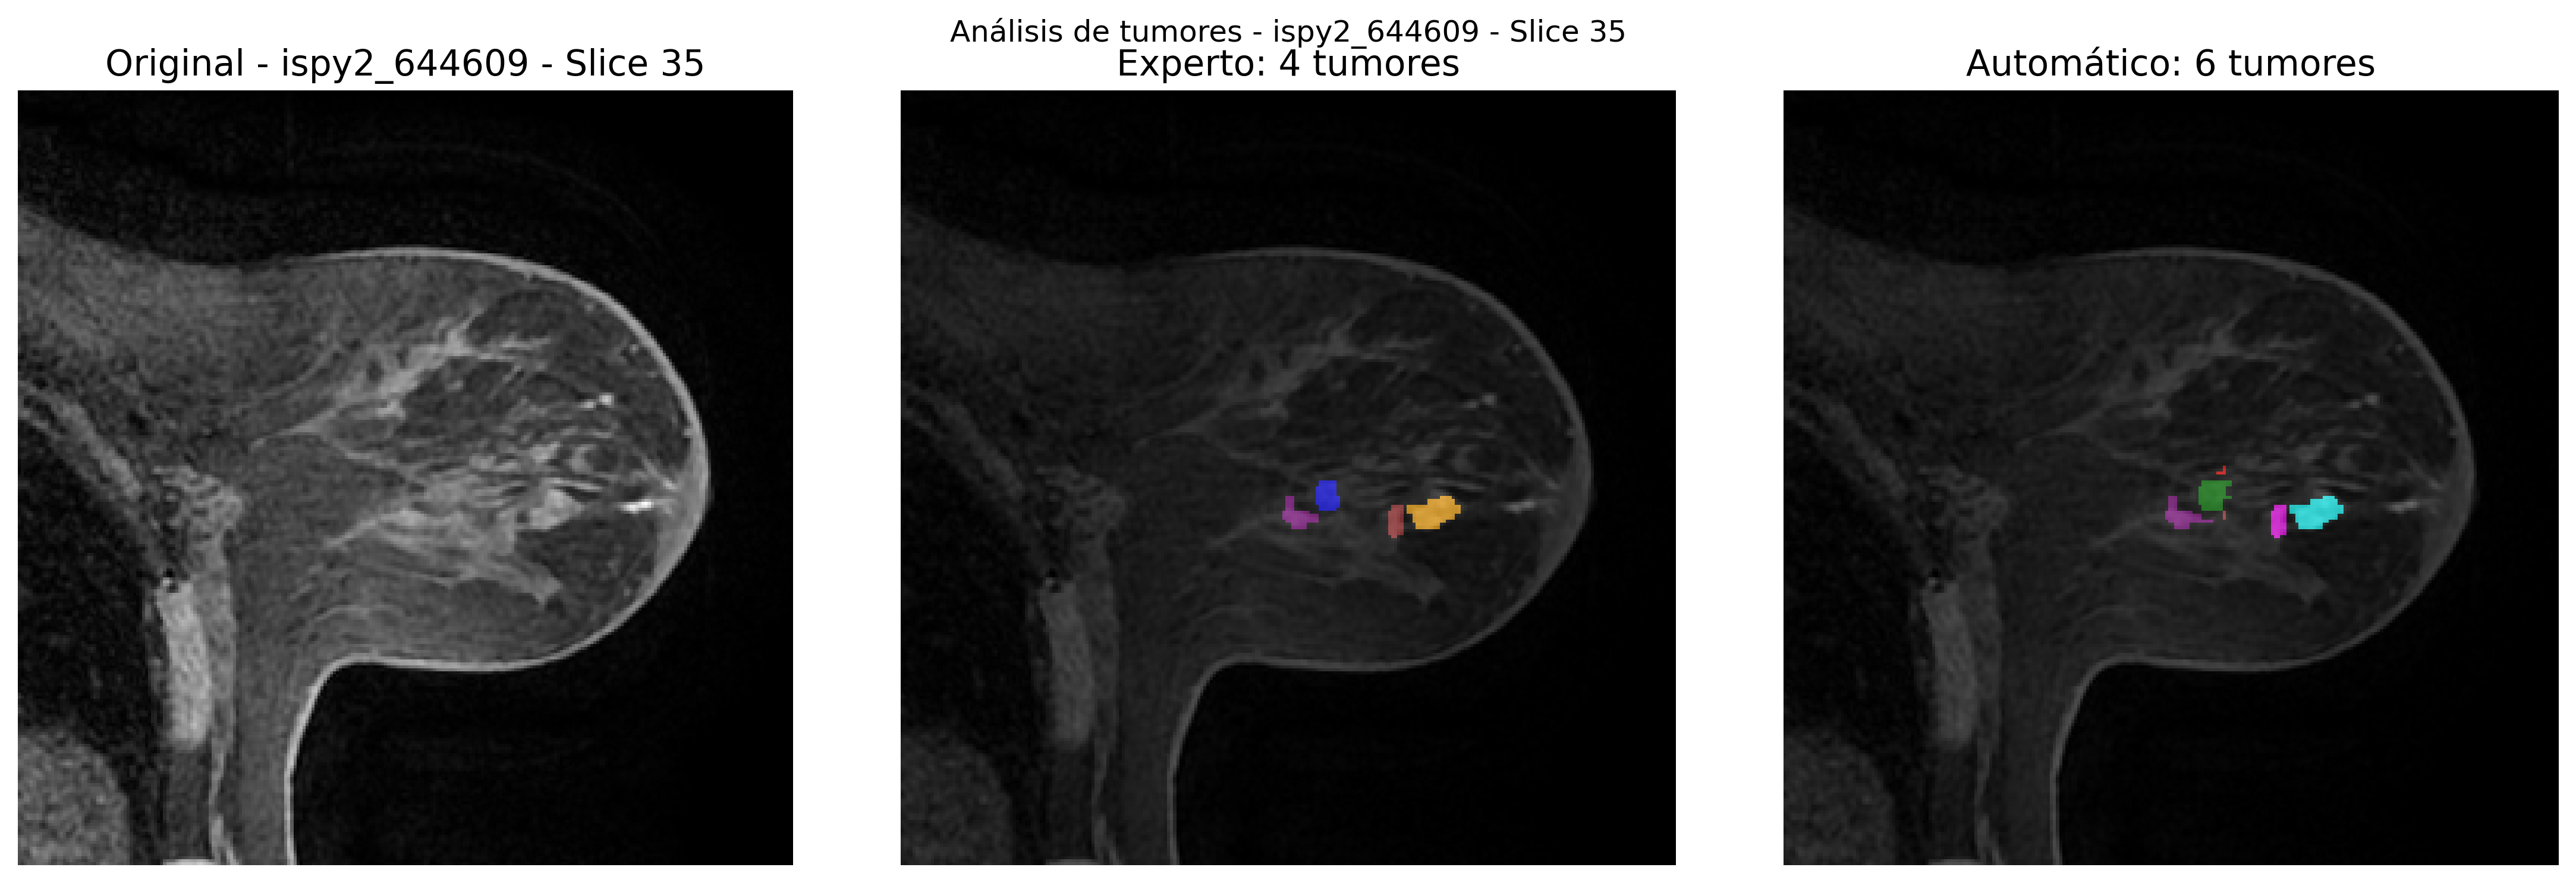 Análisis de tumores - ispy2_644609 - Slice 35
Original - ispy2_644609 - Slice 35
Experto: 4 tumores
Automático: 6 tumores